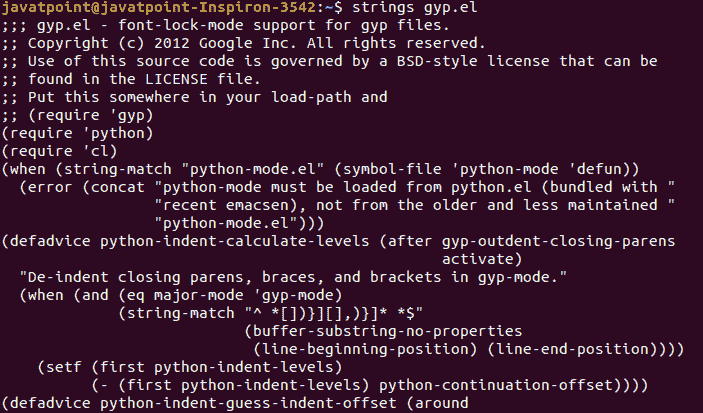 javatpoint@javatpoint-Inspiron-3542:~$ strings gyp.el
;;; gyp.el - font-lock-mode support for gyp files.
;; Copyright (c) 2012 Google Inc. All rights reserved.
;; Use of this source code is governed by a BSD-style license that can be
;; found in the LICENSE file.
;; Put this somewhere in your load-path and
;; (require 'gyp)
(require 'python)
(require 'cl)
(when (string-match "python-mode.el" (symbol-file 'python-mode 'defun))
  (error (concat "python-mode must be loaded from python.el (bundled with "
                 "recent emacsen), not from the older and less maintained "
                 "python-mode.el")))
(defadvice python-indent-calculate-levels (after gyp-outdent-closing-parens
                                                 activate)
  "De-indent closing parens, braces, and brackets in gyp-mode."
  (when (and (eq major-mode 'gyp-mode)
             (string-match "^ *[])}][],)}]* *$"
                           (buffer-substring-no-properties
                            (line-beginning-position) (line-end-position))))
    (setf (first python-indent-levels)
          (- (first python-indent-levels) python-continuation-offset))))
(defadvice python-indent-guess-indent-offset (around